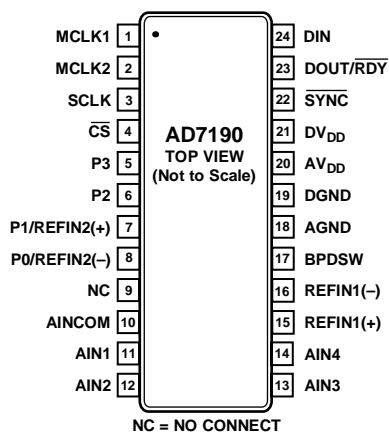 MCLK1 1
MCLK2 2
SCLK 3
CS 4
P3 5
P2 6
P1/REFIN2(+) 7
P0/REFIN2(–) 8
NC 9
AINCOM 10
AIN1 11
AIN2 12
AD7190
TOP VIEW
(Not to Scale)
24 DIN
23 DOUT/RDY
22 SYNC
21 DVDD
20 AVDD
19 DGND
18 AGND
17 BPDSW
16 REFIN1(–)
15 REFIN1(+)
14 AIN4
13 AIN3
NC = NO CONNECT